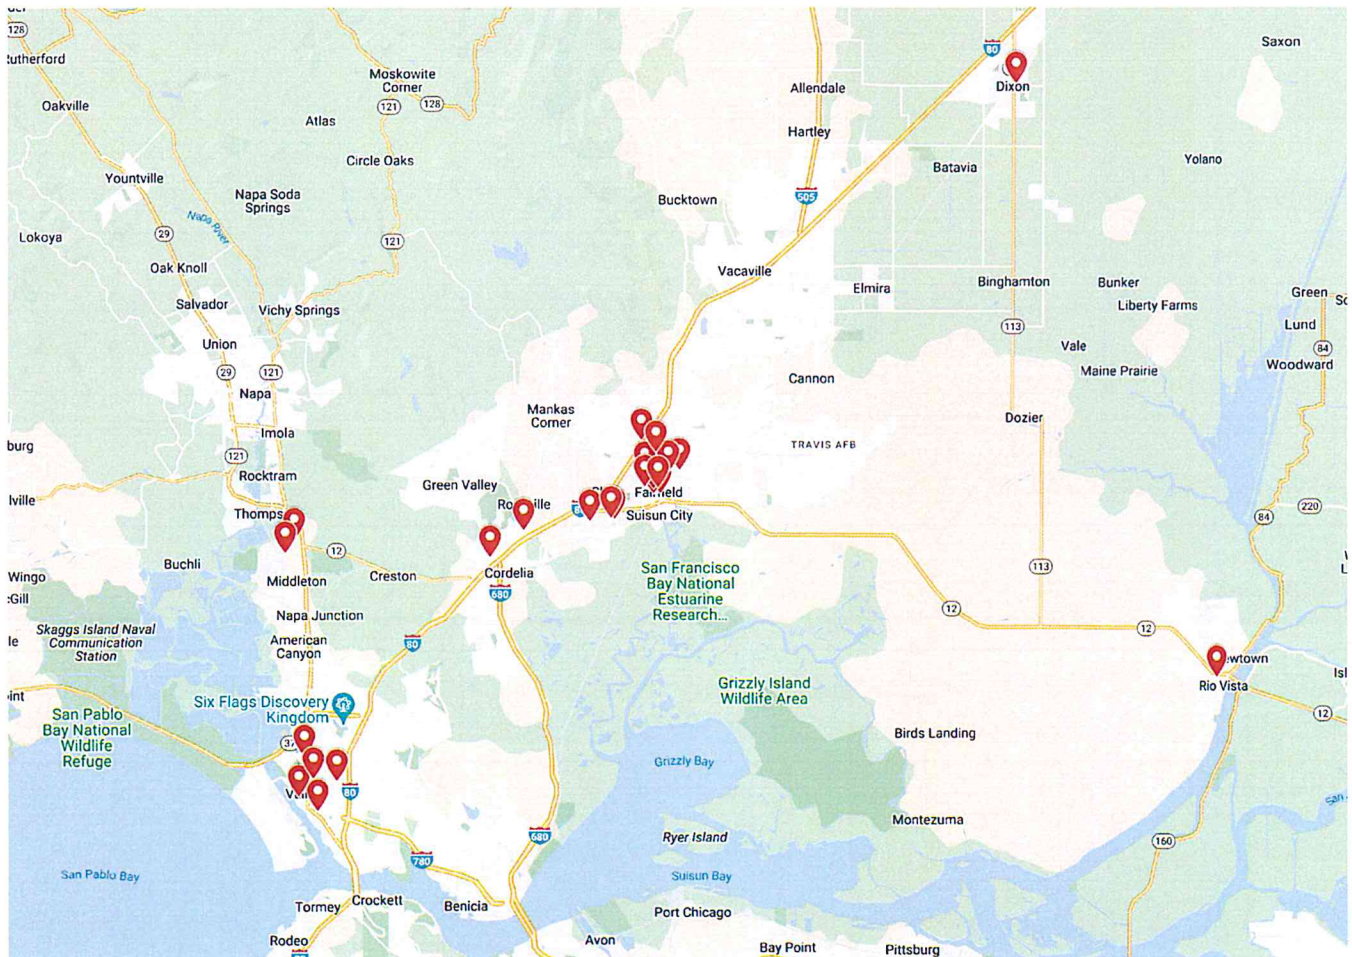 128
Rutherford
Oakville
Yountville
Lokoya
29
Oak Knoll
Salvador
Union
29
121
Napa
Imola
121
Rocktram
Moskowite
Corner
121
128
Atlas
Circle Oaks
Napa Soda
Springs
Napa River
121
Vichy Springs
Allendale
Hartley
505
Bucktown
Vacaville
80
Dixon
Batavia
Elmira
Binghamton
113
Saxon
Yolano
Bunker
Liberty Farms
Green
Lund
84
Woodward
Vale
Maine Prairie
Cannon
Dozier
TRAVIS AFB
Mankas
Corner
Green Valley
Fairfield
Suisun City
Cordelia
680
burg
lville
Wingo
Buchli
12
Middleton
Creston
Napa Junction
American
Canyon
80
le
Skaggs Island Naval
Communication
Station
San Francisco
Bay National
Estuarine
Research...
84
220
113
12
12
ewtown
Rio Vista
12
Six Flags Discovery
Kingdom
oint
San Pablo
Bay National
Wildlife
Refuge
37
80
Grizzly Island
Wildlife Area
Birds Landing
Grizzly Bay
Montezuma
Ryer Island
160
680
780
San Pablo Bay
Suisun Bay
Tormey
Crockett
Benicia
Port Chicago
Rodeo
Avon
Bay Point
Pittsburg